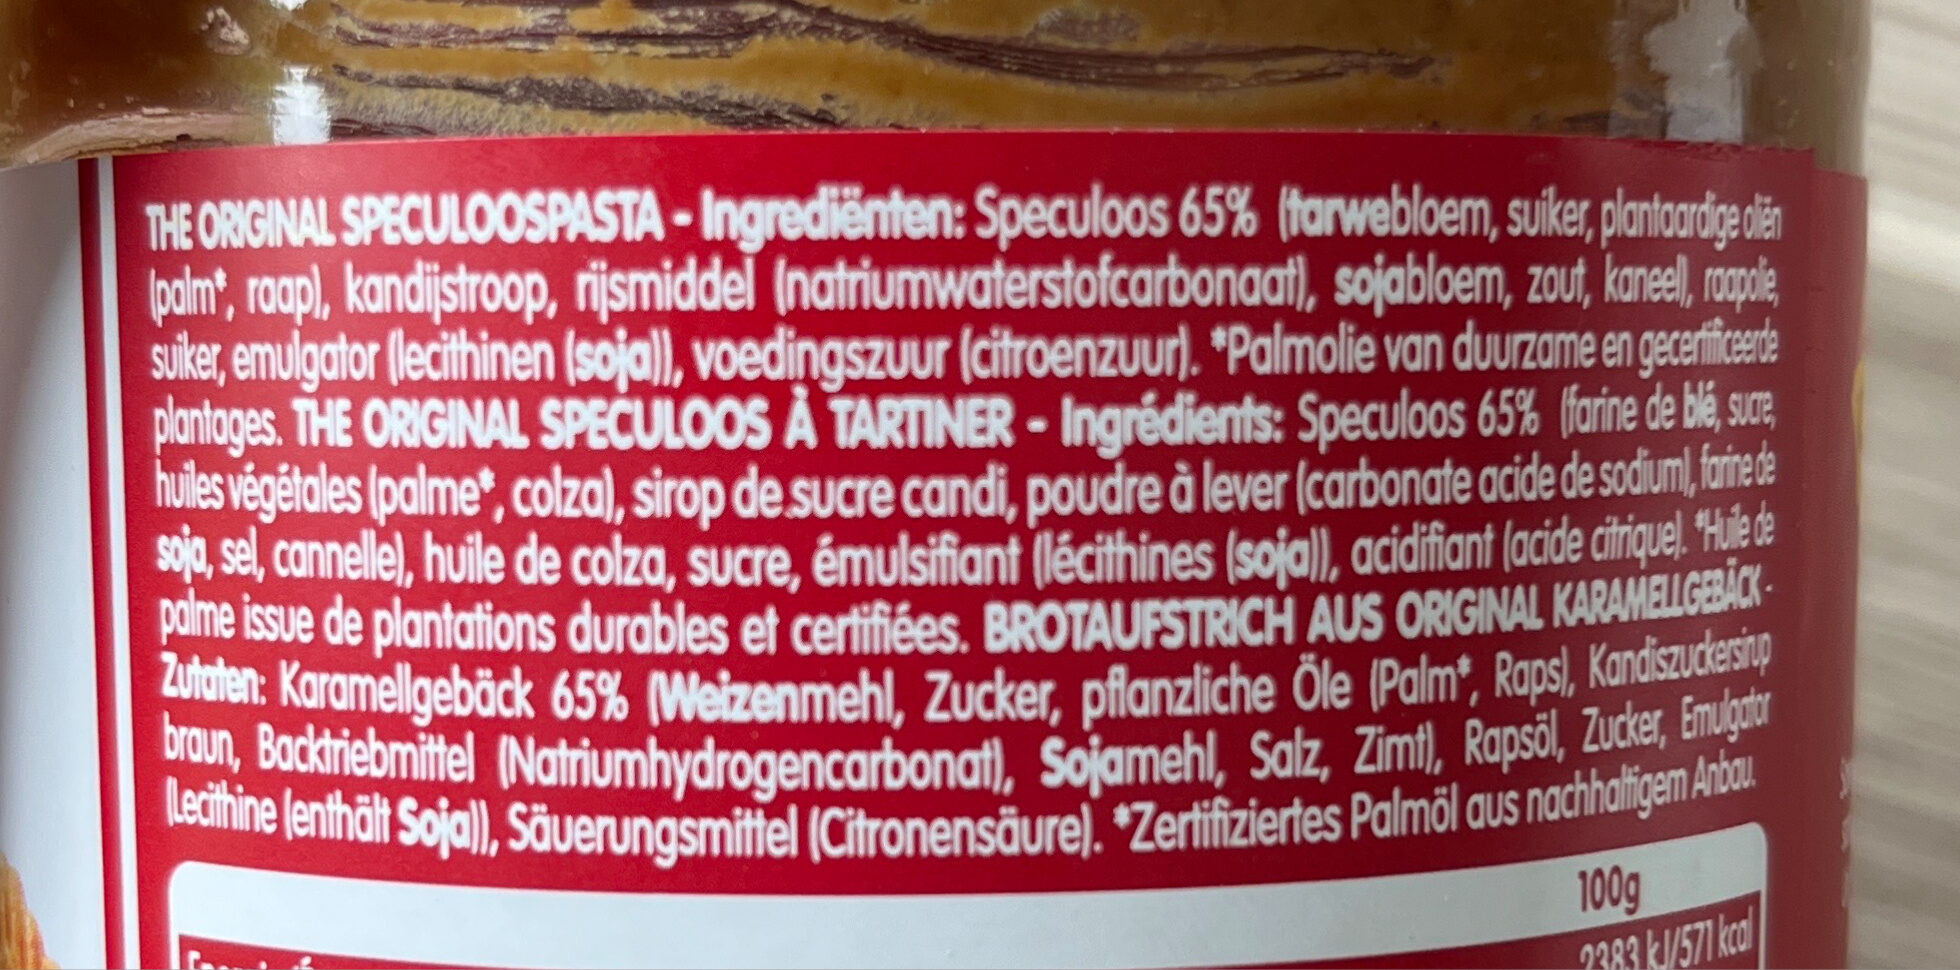 THE ORIGINAL SPECULOOSPASTA - Ingrediënten: Speculoos 65% (tarwebloem, suiker, plantaardige oliën
(palm*, raap), kandijstroop, rijsmiddel (natriumwaterstofcarbonaat), sojabloem, zout, kaneel), raapolie,
suiker, emulgator (lecithinen (soja)), voedingszuur (citroenzuur). *Palmolie van duurzame en gecertificeerde
plantages. THE ORIGINAL SPECULOOS À TARTINER - Ingrédients: Speculoos 65% (farine de blé, sucre,
huiles végétales (palme*, colza), sirop de sucre candi, poudre à lever (carbonate acide de sodium), farine de
soja, sel, cannelle), huile de colza, sucre, émulsifiant (lécithines (soja)), acidifiant (acide citrique). *Huile de
palme issue de plantations durables et certifiées. BROTAUFSTRICH AUS ORIGINAL KARAMELLGEBÄCK -
Zutaten: Karamellgebäck 65% (Weizenmehl, Zucker, pflanzliche Öle (Palm*, Raps), Kandiszuckersirup
braun, Backtriebmittel (Natriumhydrogencarbonat), Sojamehl, Salz, Zimt), Rapsöl, Zucker, Emulgator
(Lecithine (enthält Soja)), Säuerungsmittel (Citronensäure). *Zertifiziertes Palmöl aus nachhaltigem Anbau.
100g
2383 kJ/571 kcal